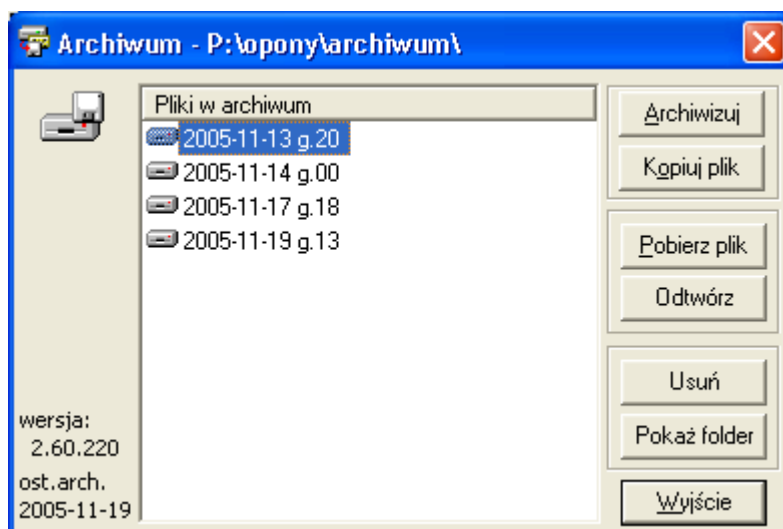 Archiwum - P:\opony\archiwum\
Pliki w archiwum
2005-11-13 g.20
2005-11-14 g.00
2005-11-17 g.18
2005-11-19 g.13
wersja:
2.60.220
ost.arch.
2005-11-19
Archiwizuj
Kopiuj plik
Pobierz plik
Odtwórz
Usuń
Pokaż folder
Wyjście